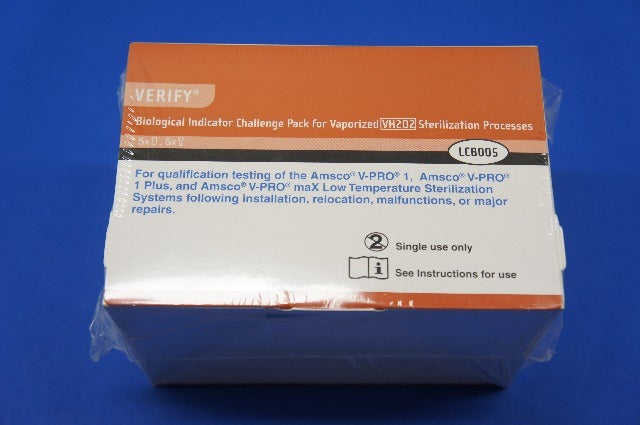 VERIFY®
Biological Indicator Challenge Pack for Vaporized VH2O2 Sterilization Processes
LCB005
For qualification testing of the Amsco® V-PRO® 1, Amsco® V-PRO®
1 Plus, and Amsco® V-PRO® maX Low Temperature Sterilization
Systems following installation, relocation, malfunctions, or major
repairs.
2
Single use only
i
See Instructions for use